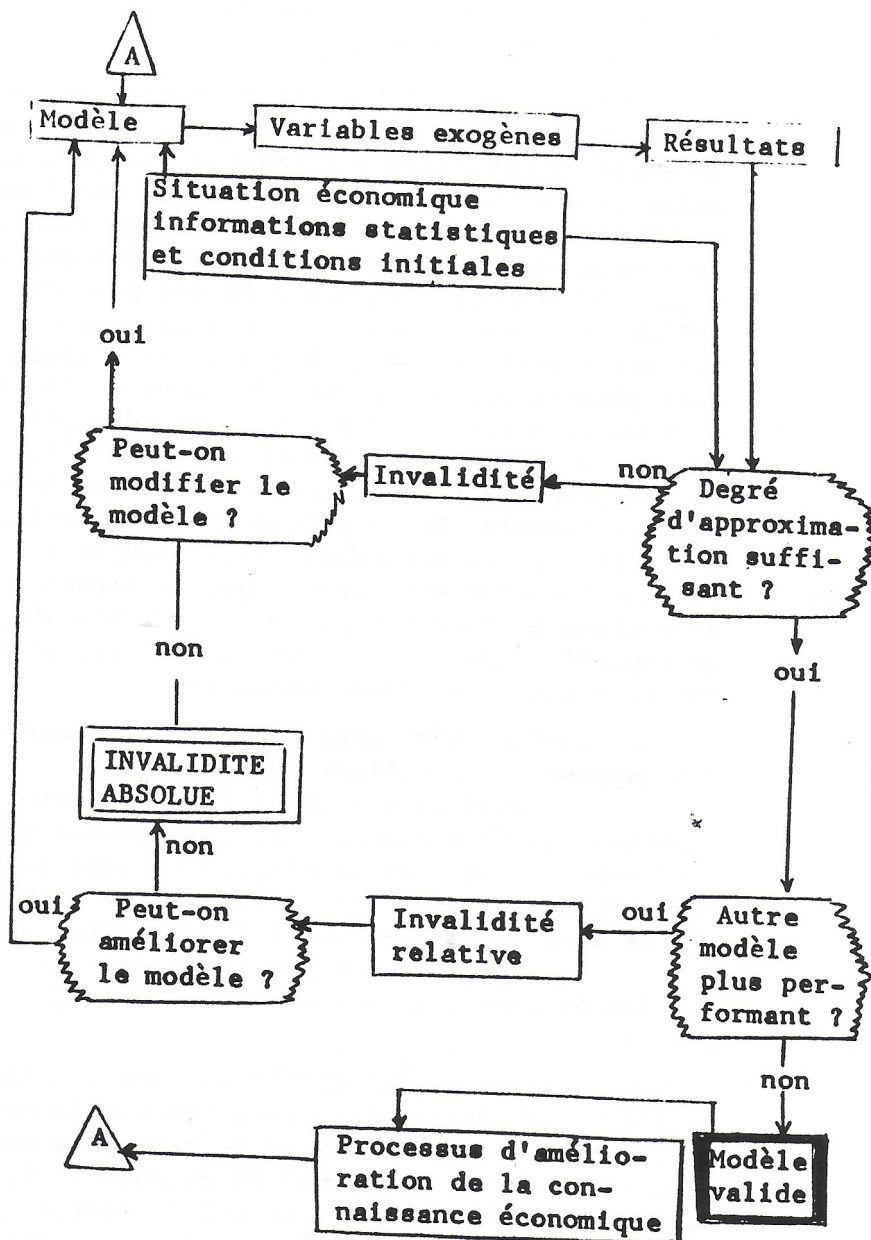 A
Modèle
Variables exogènes
Résultats
Situation économique
informations statistiques
et conditions initiales
oui
Peut-on
modifier le
modèle ?
Invalidité
non
Degré
d'approxima-
tion suffi-
sant ?
non
oui
INVALIDITE
ABSOLUE
non
oui
Peut-on
améliorer
le modèle ?
Invalidité
relative
oui
Autre
modèle
plus per-
formant ?
non
A
Processus d'amélio-
ration de la con-
naissance économique
Modèle
valide